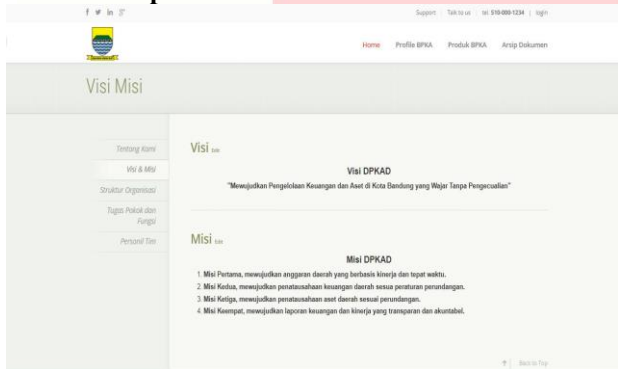 Support | Talk to us | tel. 510-000-1234 | login
Home Profile BPKA Produk BPKA Arsip Dokumen
Visi Misi
Tentang Kami
Visi & Misi
Struktur Organisasi
Tugas Pokok dan
Fungsi
Personil Tim
Visi
Visi DPKAD
"Mewujudkan Pengelolaan Keuangan dan Aset di Kota Bandung yang Wajar Tanpa Pengecualian"
Misi
Misi DPKAD
1. Misi Pertama, mewujudkan anggaran daerah yang berbasis kinerja dan tepat waktu.
2. Misi Kedua, mewujudkan penatausahaan keuangan daerah sesua peraturan perundangan.
3. Misi Ketiga, mewujudkan penatausahaan aset daerah sesuai perundangan.
4. Misi Keempat, mewujudkan laporan keuangan dan kinerja yang transparan dan akuntabel.
Back to Top